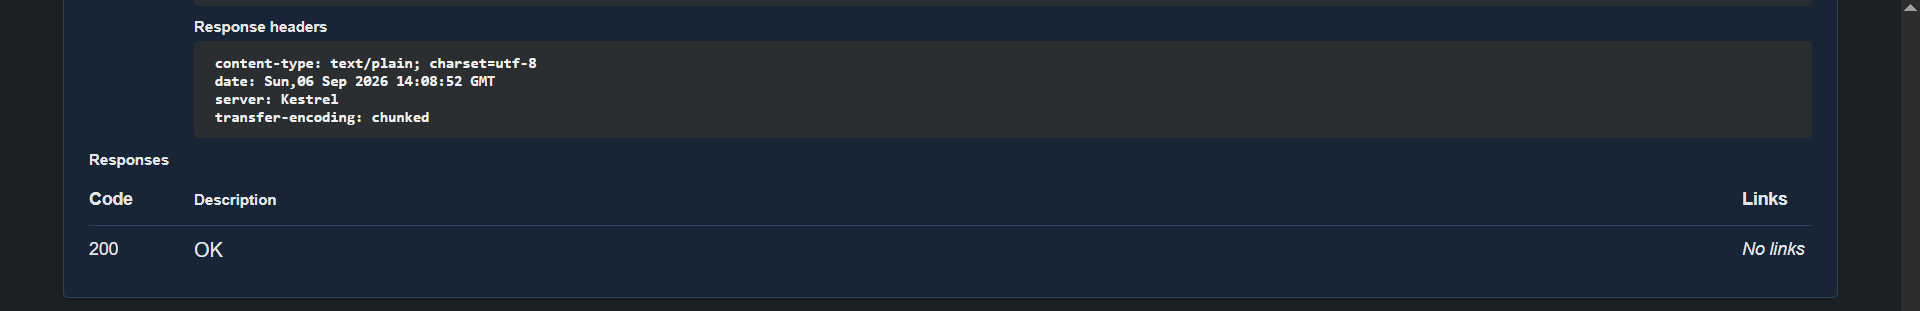 Response headers
content-type: text/plain; charset=utf-8
date: Sun,06 Sep 2026 14:08:52 GMT
server: Kestrel
transfer-encoding: chunked
Responses
Code Description Links
200 OK No links